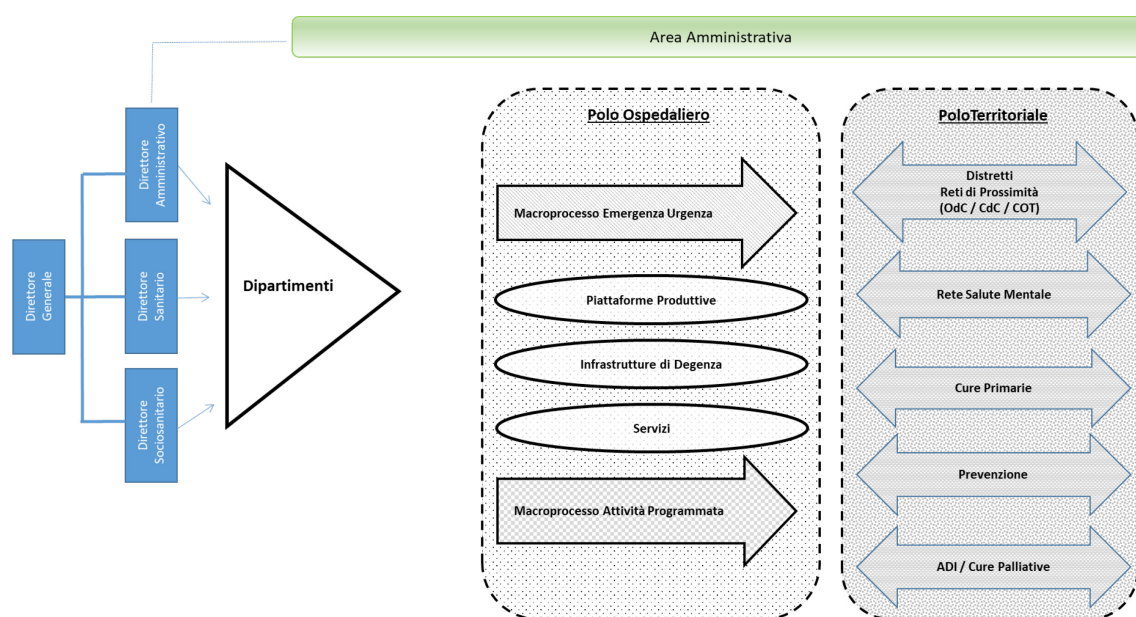 Area Amministrativa
Direttore
Generale
Direttore
Amministrativo
Direttore
Sanitario
Direttore
Sociosanitario
Dipartimenti
Polo Ospedaliero
Macroprocesso Emergenza Urgenza
Piattaforme Produttive
Infrastrutture di Degenza
Servizi
Macroprocesso Attività Programmata
PoloTerritoriale
Distretti
Reti di Prossimità
(OdC / CdC / COT)
Rete Salute Mentale
Cure Primarie
Prevenzione
ADI / Cure Palliative